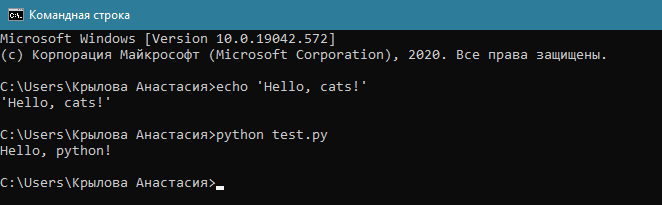 Командная строка
Microsoft Windows [Version 10.0.19042.572]
(c) Корпорация Майкрософт (Microsoft Corporation), 2020. Все права защищены.
C:\Users\Крылова Анастасия>echo 'Hello, cats!'
'Hello, cats!'
C:\Users\Крылова Анастасия>python test.py
Hello, python!
C:\Users\Крылова Анастасия>